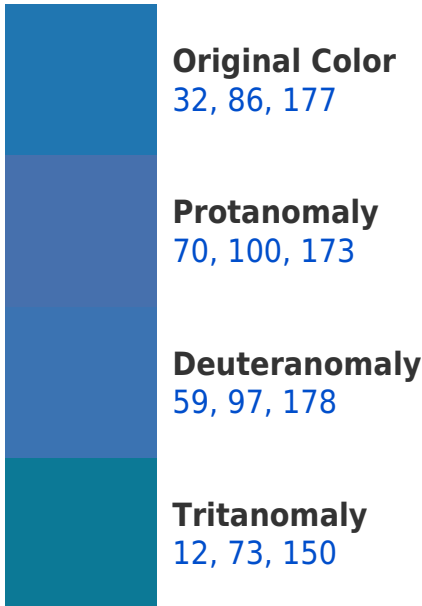 Original Color
32, 86, 177
Protanomaly
70, 100, 173
Deuteranomaly
59, 97, 178
Tritanomaly
12, 73, 150